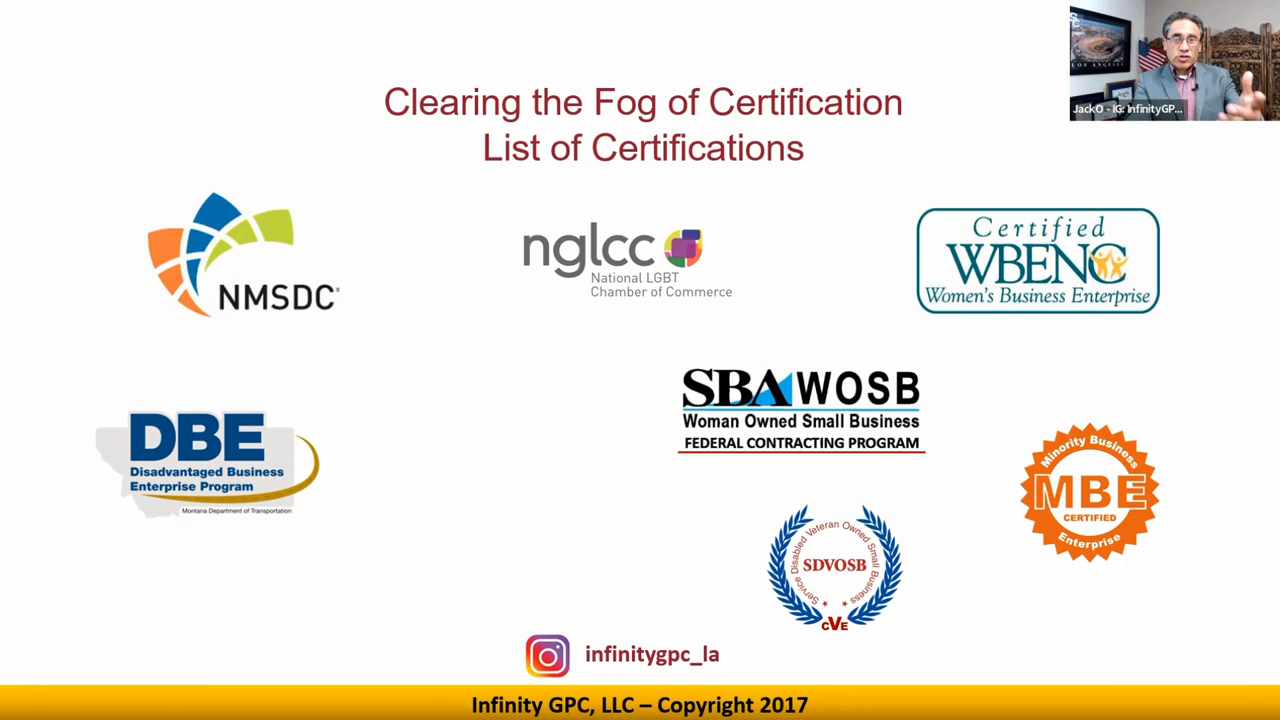 LOS ANGELES
JackO - IG: InfinityGP...
Clearing the Fog of Certification
List of Certifications
NMSDC®
nglcc
National LGBT
Chamber of Commerce
Certified
WBENC
Women's Business Enterprise
SBA WOSB
Woman Owned Small Business
FEDERAL CONTRACTING PROGRAM
DBE
Disadvantaged Business
Enterprise Program
Montana Department of Transportation
Minority Business
MBE
CERTIFIED
Enterprise
Service Disabled Veteran Owned Small Business
SDVOSB
CVE
infinitygpc_la
Infinity GPC, LLC – Copyright 2017